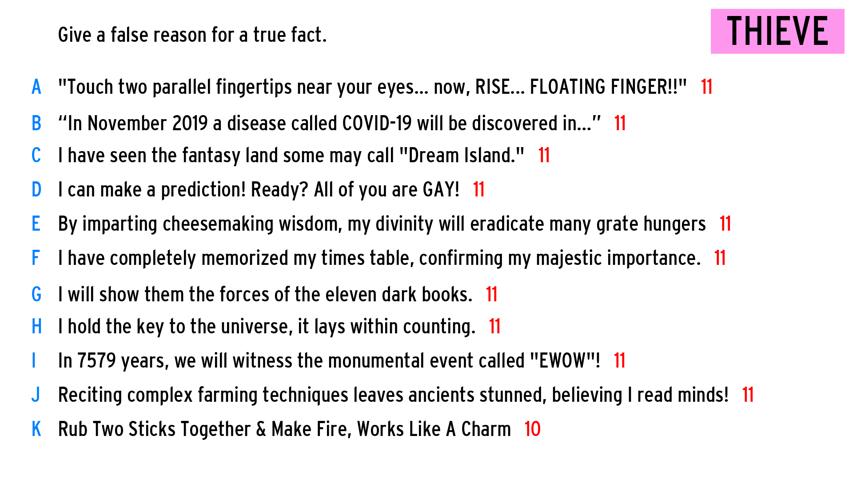 Give a false reason for a true fact.
THIEVE
A "Touch two parallel fingertips near your eyes... now, RISE... FLOATING FINGER!!" 11
B “In November 2019 a disease called COVID-19 will be discovered in...” 11
C I have seen the fantasy land some may call "Dream Island." 11
D I can make a prediction! Ready? All of you are GAY! 11
E By imparting cheesemaking wisdom, my divinity will eradicate many grate hungers 11
F I have completely memorized my times table, confirming my majestic importance. 11
G I will show them the forces of the eleven dark books. 11
H I hold the key to the universe, it lays within counting. 11
I In 7579 years, we will witness the monumental event called "EWOW"! 11
J Reciting complex farming techniques leaves ancients stunned, believing I read minds! 11
K Rub Two Sticks Together & Make Fire, Works Like A Charm 10